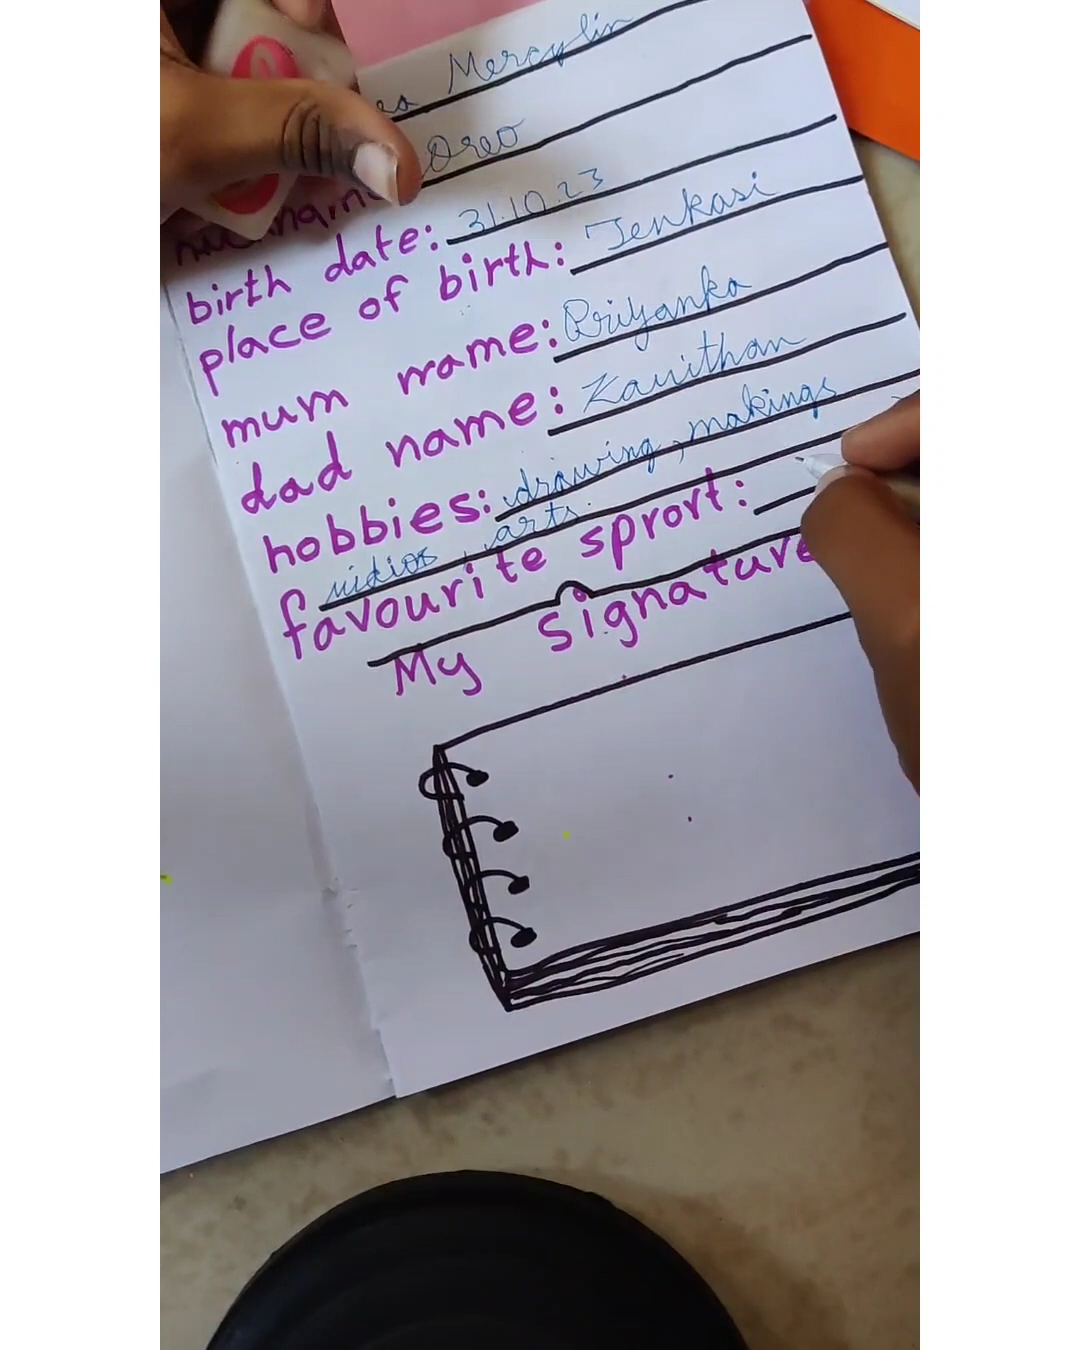 Mercylin
Oreo
birth date: 31.10.23
place of birth: Tenkasi
mum name: Priyanka
dad name: Kavithan
hobbies: drawing, makings
vidios, arts.
favourite sprort:
My Signature